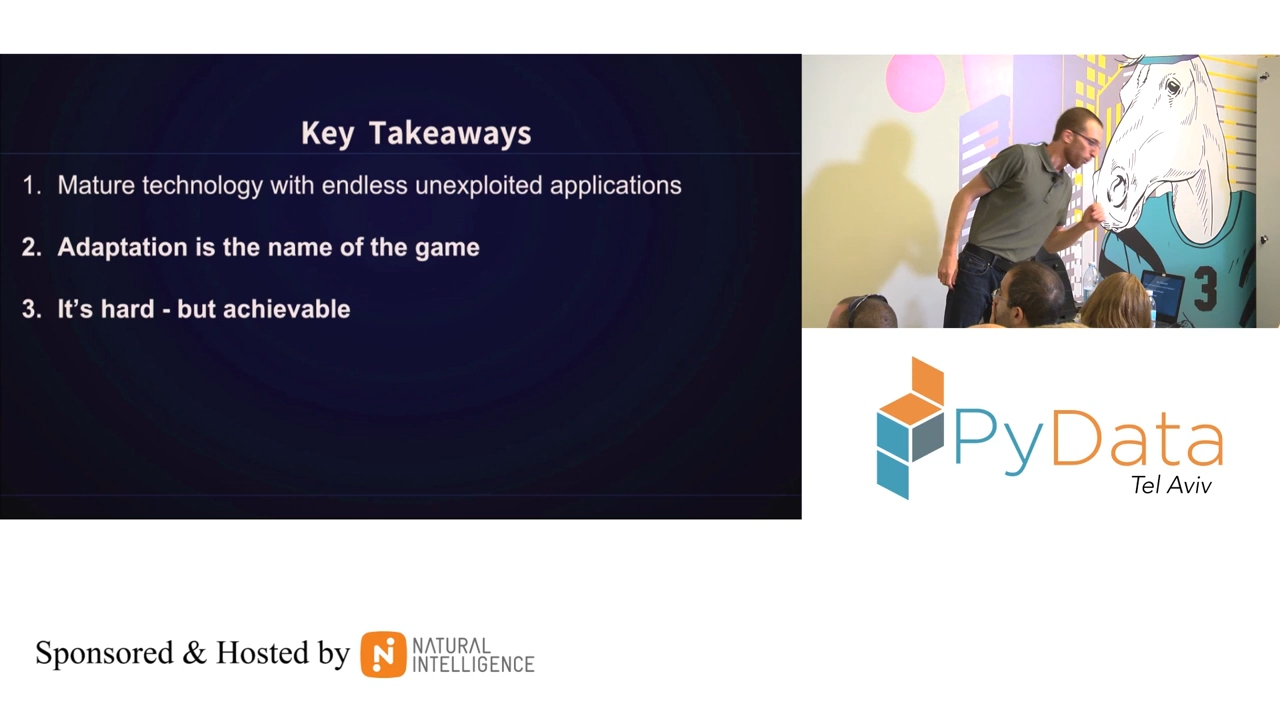 Key Takeaways
1. Mature technology with endless unexploited applications
2. Adaptation is the name of the game
3. It's hard - but achievable
3
PyData
Tel Aviv
Sponsored & Hosted by
NATURAL
INTELLIGENCE